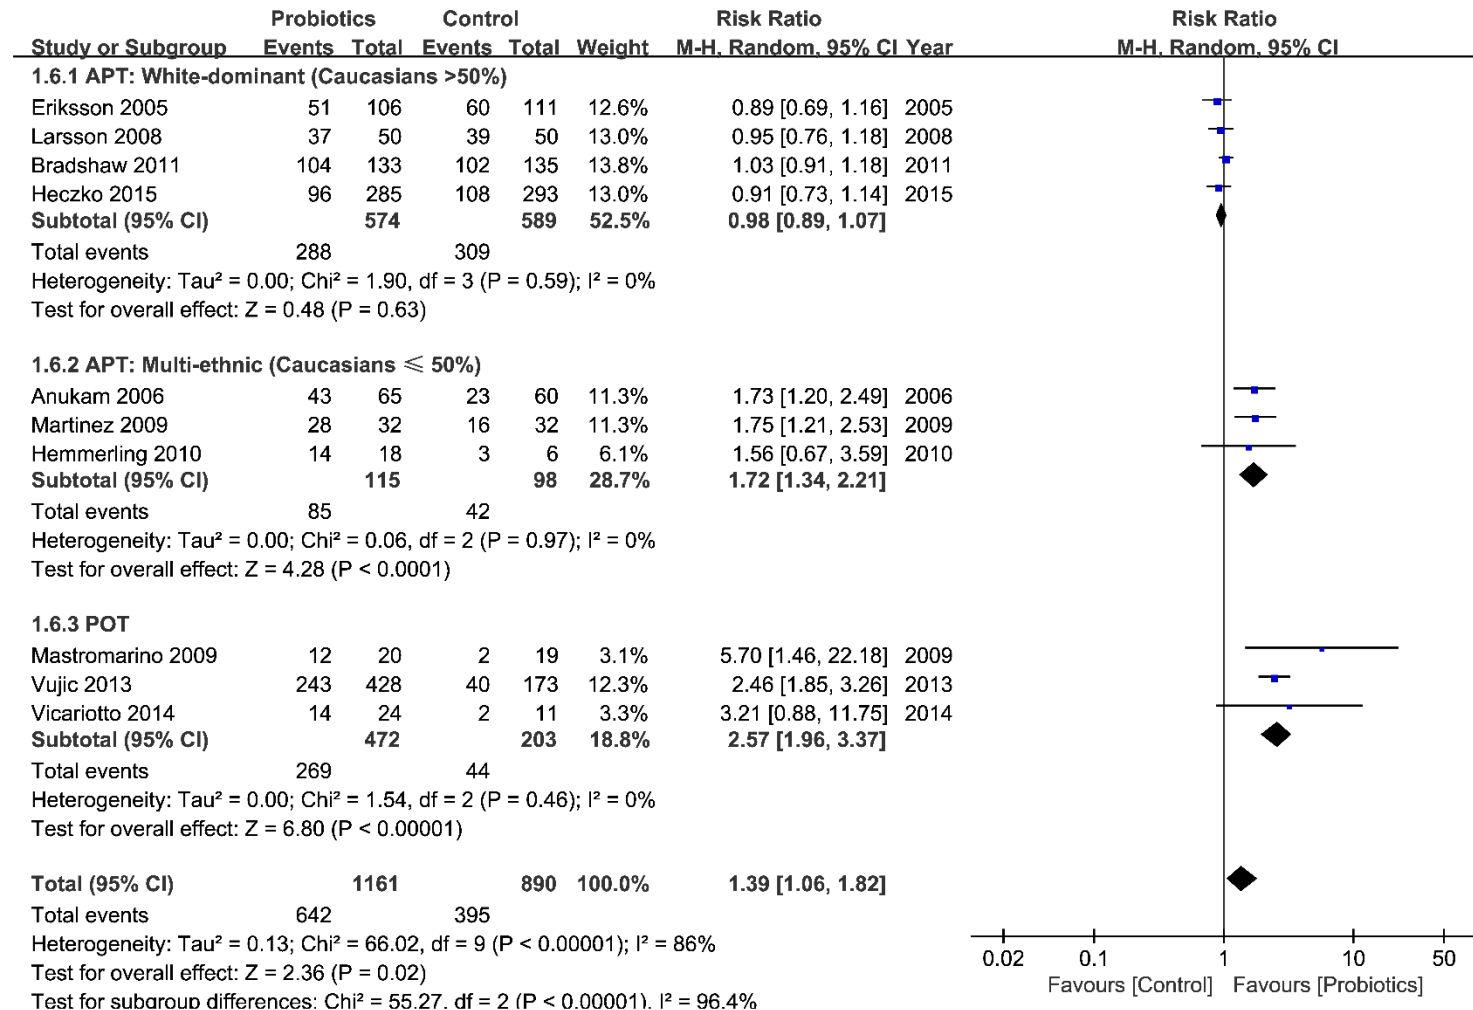 Probiotics Control Risk Ratio Risk Ratio
Study or Subgroup Events Total Events Total Weight M-H, Random, 95% CI Year M-H, Random, 95% CI
1.6.1 APT: White-dominant (Caucasians >50%)
Eriksson 2005 51 106 60 111 12.6% 0.89 [0.69, 1.16] 2005
Larsson 2008 37 50 39 50 13.0% 0.95 [0.76, 1.18] 2008
Bradshaw 2011 104 133 102 135 13.8% 1.03 [0.91, 1.18] 2011
Heczko 2015 96 285 108 293 13.0% 0.91 [0.73, 1.14] 2015
Subtotal (95% CI) 574 589 52.5% 0.98 [0.89, 1.07]
Total events 288 309
Heterogeneity: Tau² = 0.00; Chi² = 1.90, df = 3 (P = 0.59); I² = 0%
Test for overall effect: Z = 0.48 (P = 0.63)
1.6.2 APT: Multi-ethnic (Caucasians ≤ 50%)
Anukam 2006 43 65 23 60 11.3% 1.73 [1.20, 2.49] 2006
Martinez 2009 28 32 16 32 11.3% 1.75 [1.21, 2.53] 2009
Hemmerling 2010 14 18 3 6 6.1% 1.56 [0.67, 3.59] 2010
Subtotal (95% CI) 115 98 28.7% 1.72 [1.34, 2.21]
Total events 85 42
Heterogeneity: Tau² = 0.00; Chi² = 0.06, df = 2 (P = 0.97); I² = 0%
Test for overall effect: Z = 4.28 (P < 0.0001)
1.6.3 POT
Mastromarino 2009 12 20 2 19 3.1% 5.70 [1.46, 22.18] 2009
Vujic 2013 243 428 40 173 12.3% 2.46 [1.85, 3.26] 2013
Vicariotto 2014 14 24 2 11 3.3% 3.21 [0.88, 11.75] 2014
Subtotal (95% CI) 472 203 18.8% 2.57 [1.96, 3.37]
Total events 269 44
Heterogeneity: Tau² = 0.00; Chi² = 1.54, df = 2 (P = 0.46); I² = 0%
Test for overall effect: Z = 6.80 (P < 0.00001)
Total (95% CI) 1161 890 100.0% 1.39 [1.06, 1.82]
Total events 642 395
Heterogeneity: Tau² = 0.13; Chi² = 66.02, df = 9 (P < 0.00001); I² = 86%
Test for overall effect: Z = 2.36 (P = 0.02)
Test for subgroup differences: Chi² = 55.27, df = 2 (P < 0.00001), I² = 96.4%
0.02 0.1 1 10 50
Favours [Control] Favours [Probiotics]